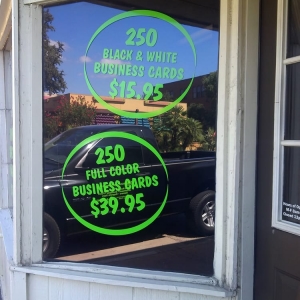 250
BLACK & WHITE
BUSINESS CARDS
$15.95
250
FULL COLOR
BUSINESS CARDS
$39.95